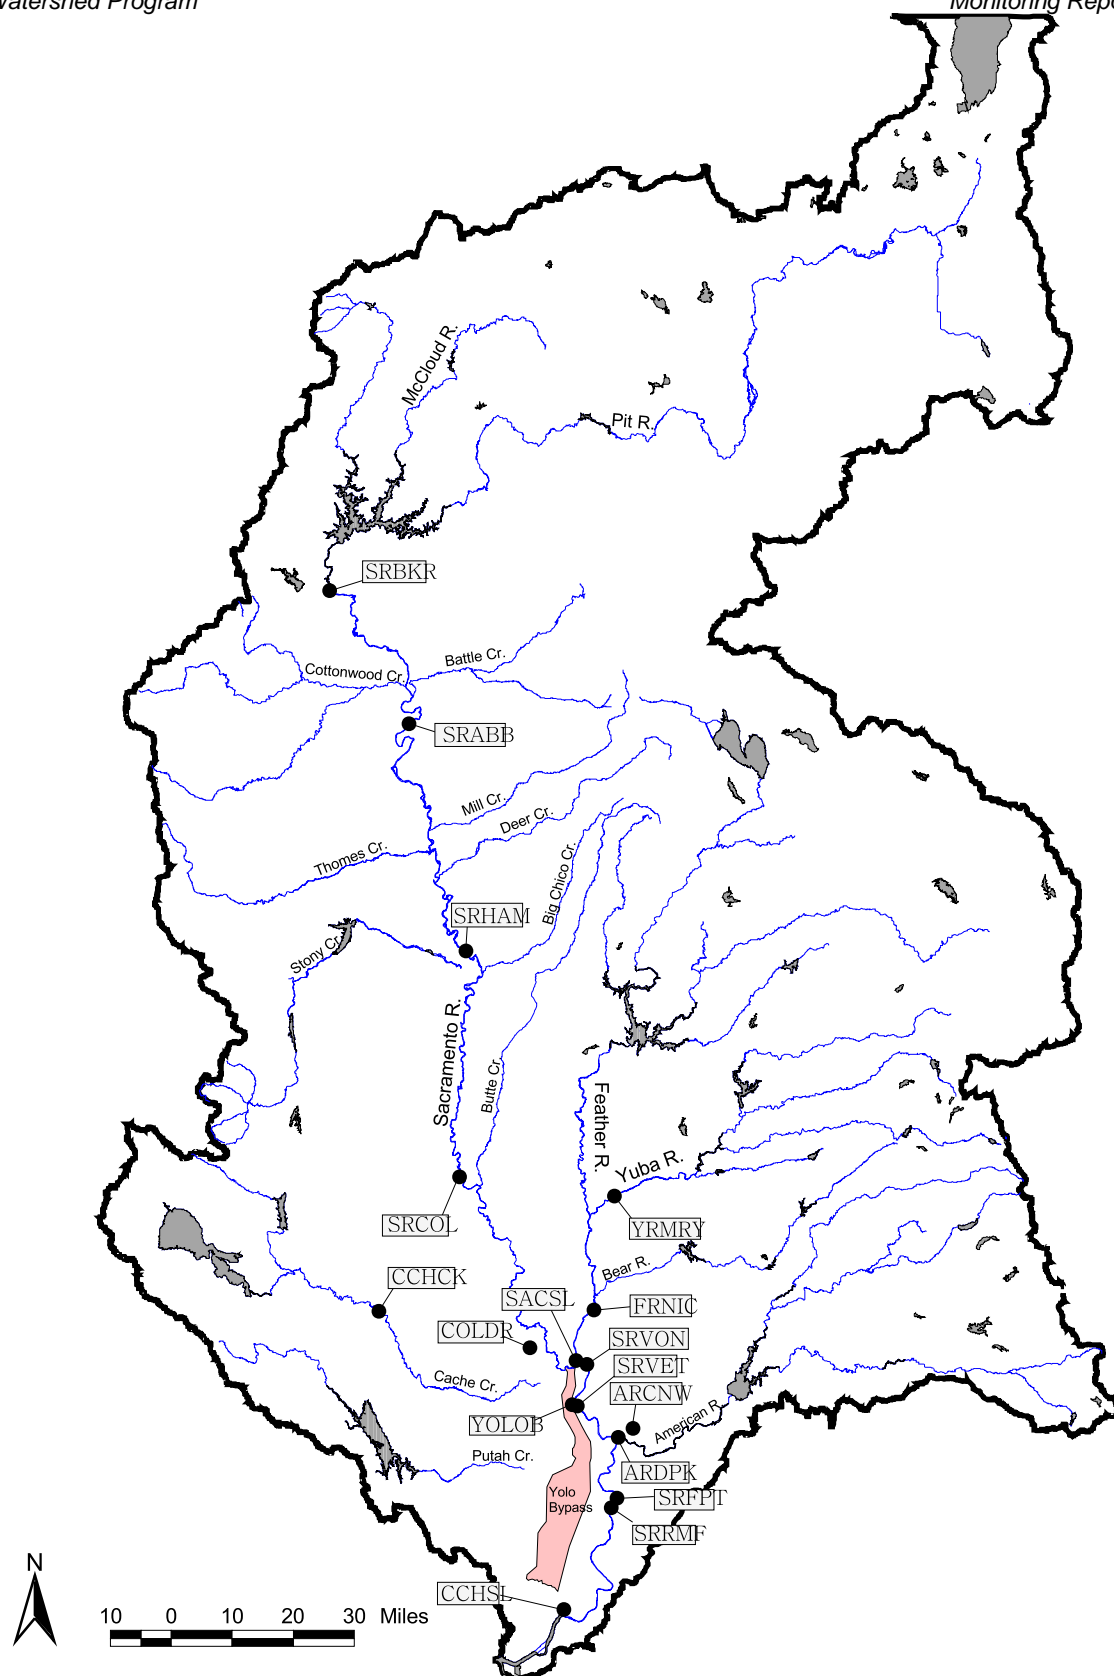 Watershed Program
Monitoring Repo
McCloud R.
Pit R.
SRBKR
Battle Cr.
Cottonwood Cr.
SRABB
Mill Cr.
Deer Cr.
Thomes Cr.
Big Chico Cr.
SRHAM
Stony Cr.
Sacramento R.
Butte Cr.
Feather R.
Yuba R.
SRCOL
YRMRY
Bear R.
CCHCK
SACSL
FRNIC
COLDR
SRVON
SRVET
Cache Cr.
ARCNW
YOLOB
American R.
Putah Cr.
ARDPK
Yolo
Bypass
SRFPT
SRRMF
N
CCHSL
10 0 10 20 30 Miles